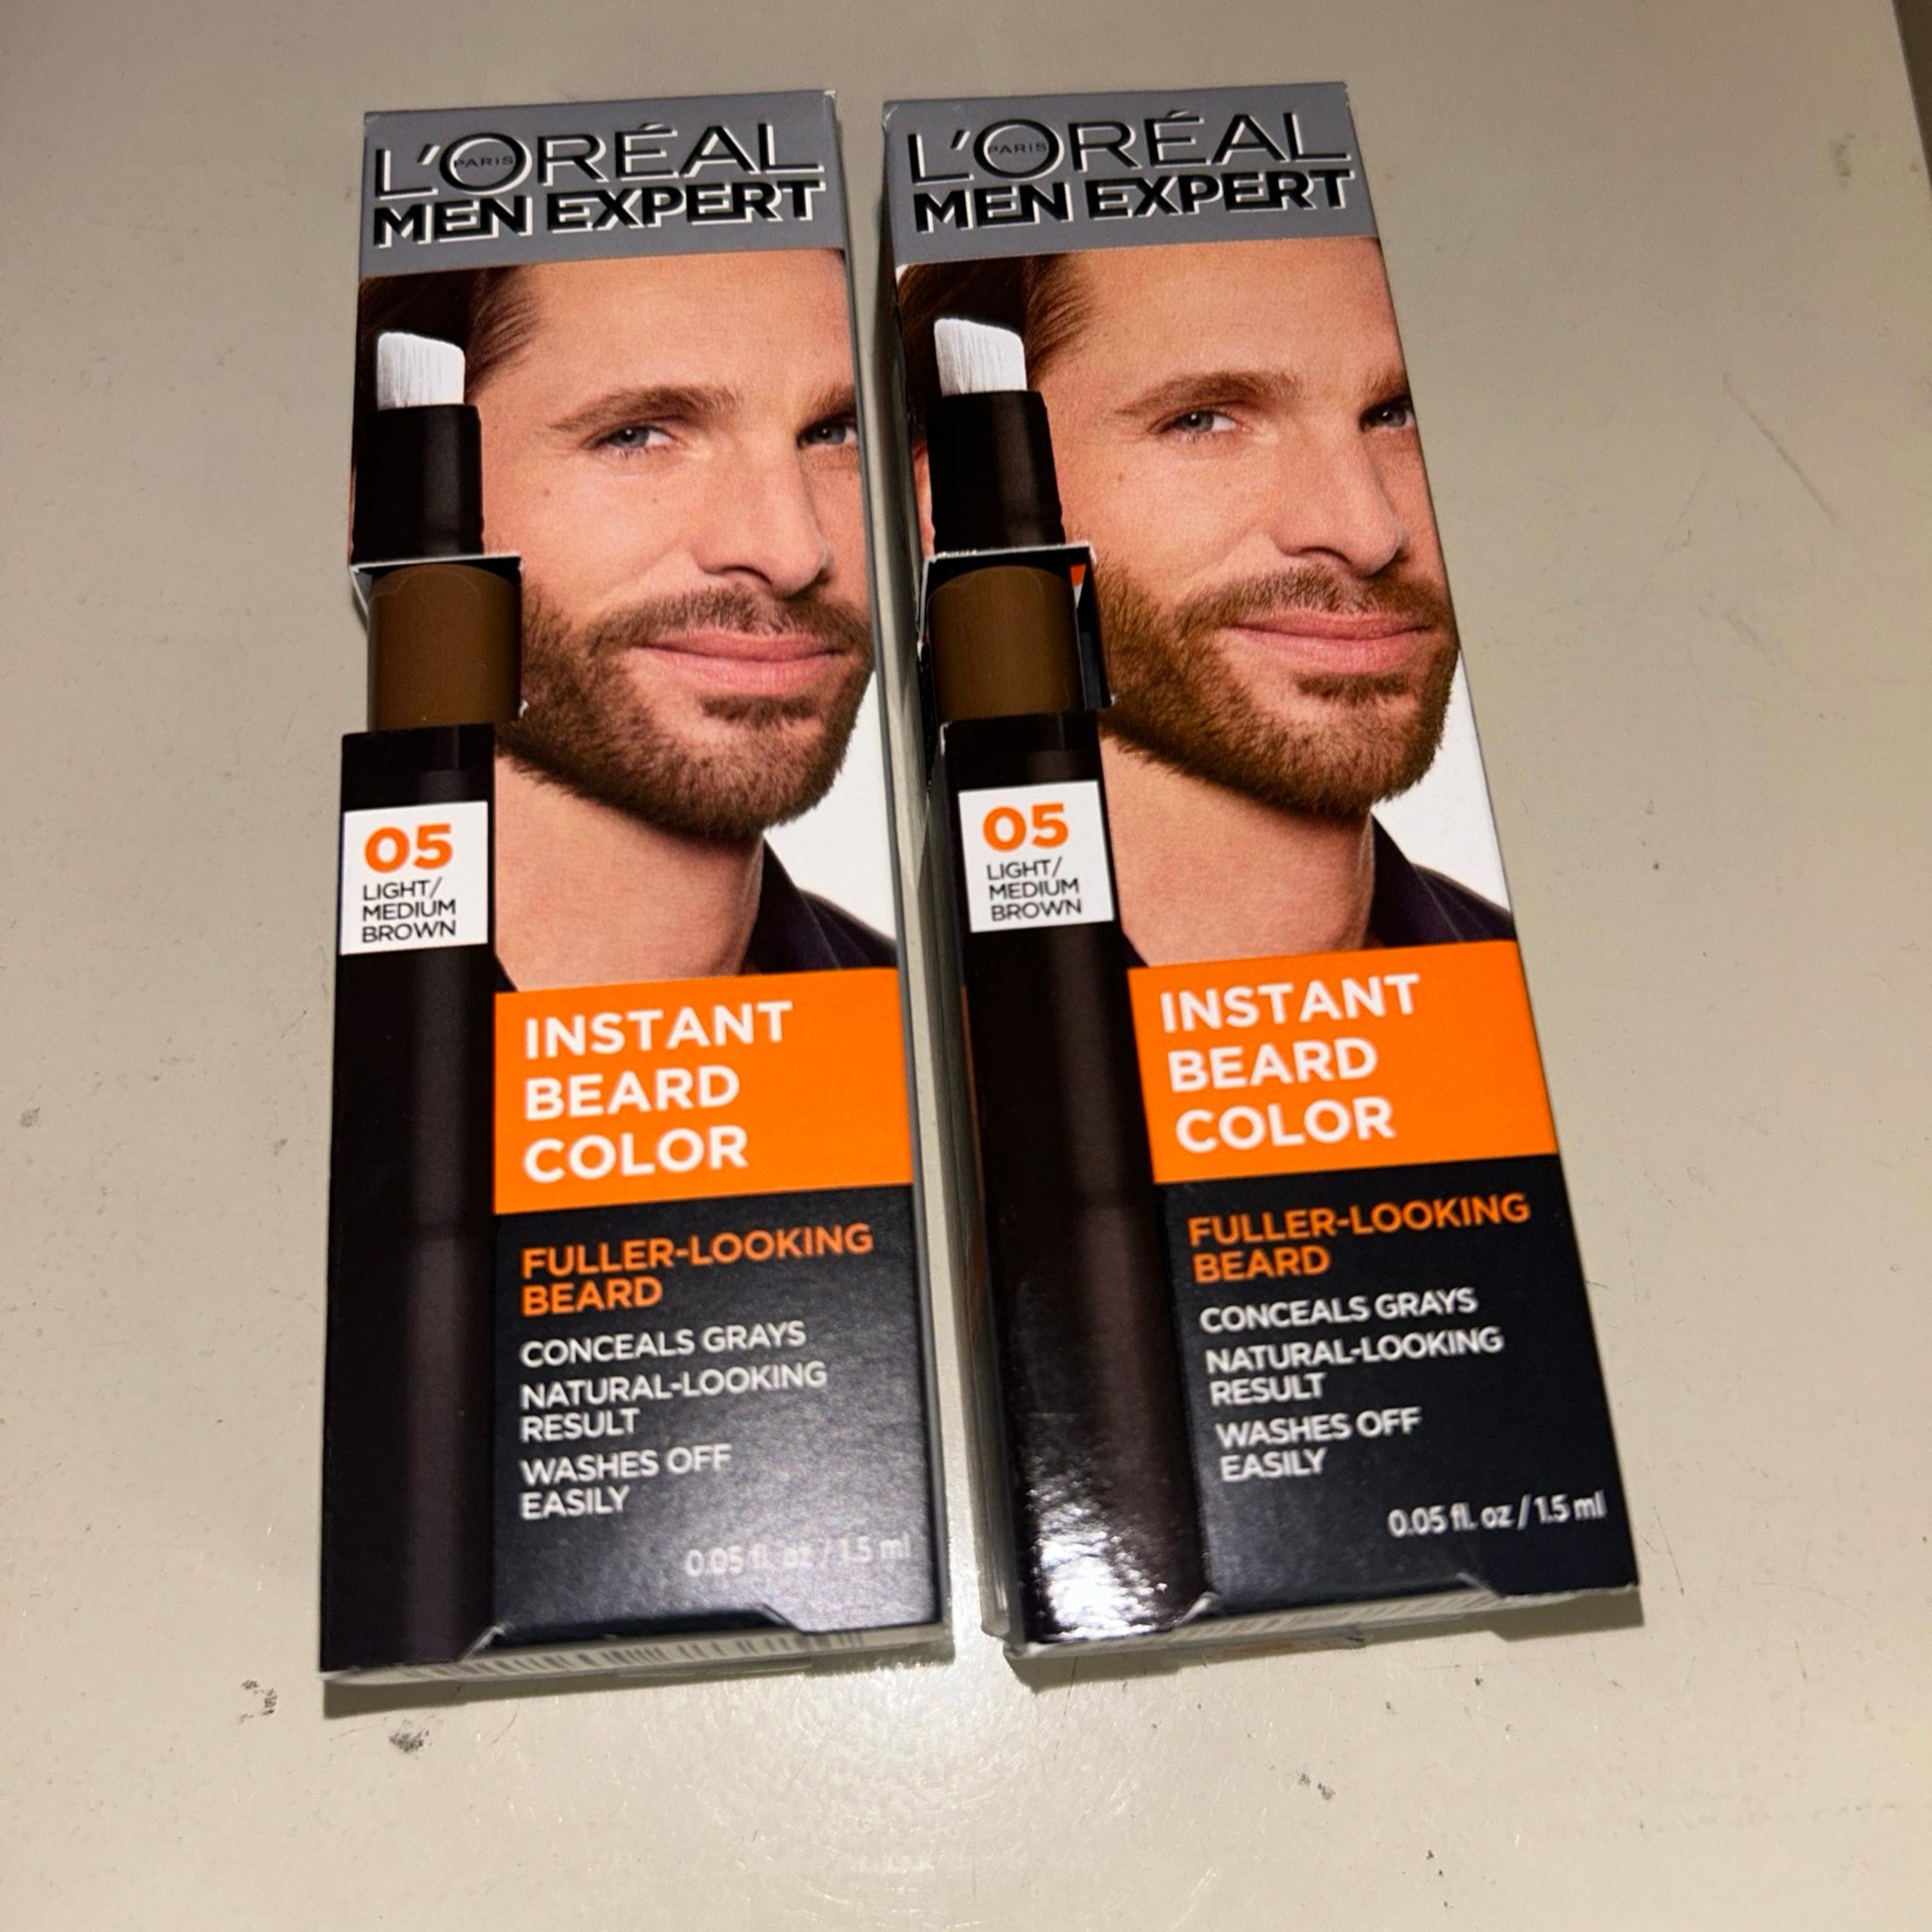 L'ORÉAL
PARIS
MEN EXPERT
05
LIGHT/
MEDIUM
BROWN
INSTANT
BEARD
COLOR
FULLER-LOOKING
BEARD
CONCEALS GRAYS
NATURAL-LOOKING
RESULT
WASHES OFF
EASILY
0.05 fl. oz / 1.5 ml
L'ORÉAL
PARIS
MEN EXPERT
05
LIGHT/
MEDIUM
BROWN
INSTANT
BEARD
COLOR
FULLER-LOOKING
BEARD
CONCEALS GRAYS
NATURAL-LOOKING
RESULT
WASHES OFF
EASILY
0.05 fl. oz / 1.5 ml